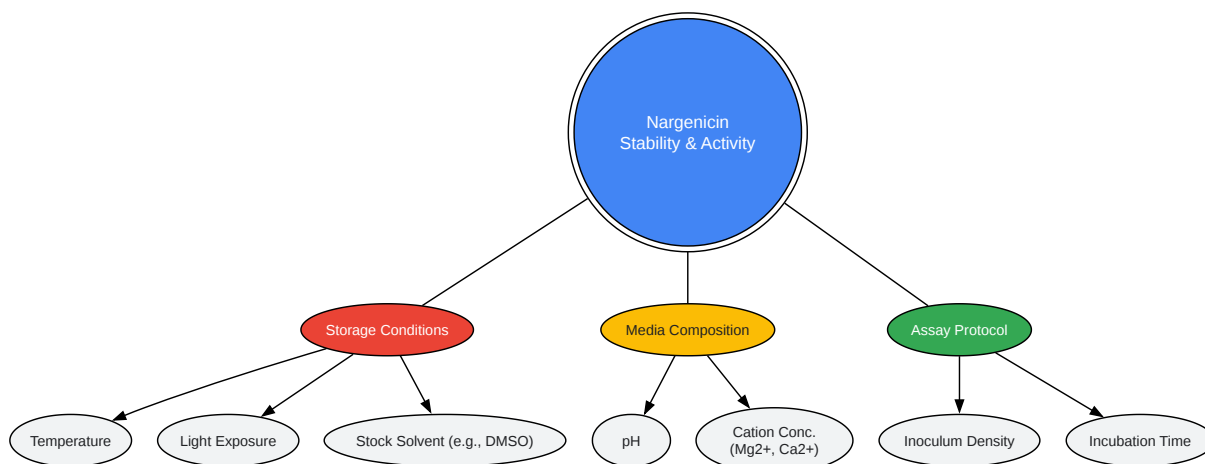 Nargenicin
Stability & Activity
Storage Conditions
Media Composition
Assay Protocol
Temperature
Light Exposure
Stock Solvent (e.g., DMSO)
pH
Cation Conc.
(Mg2+, Ca2+)
Inoculum Density
Incubation Time